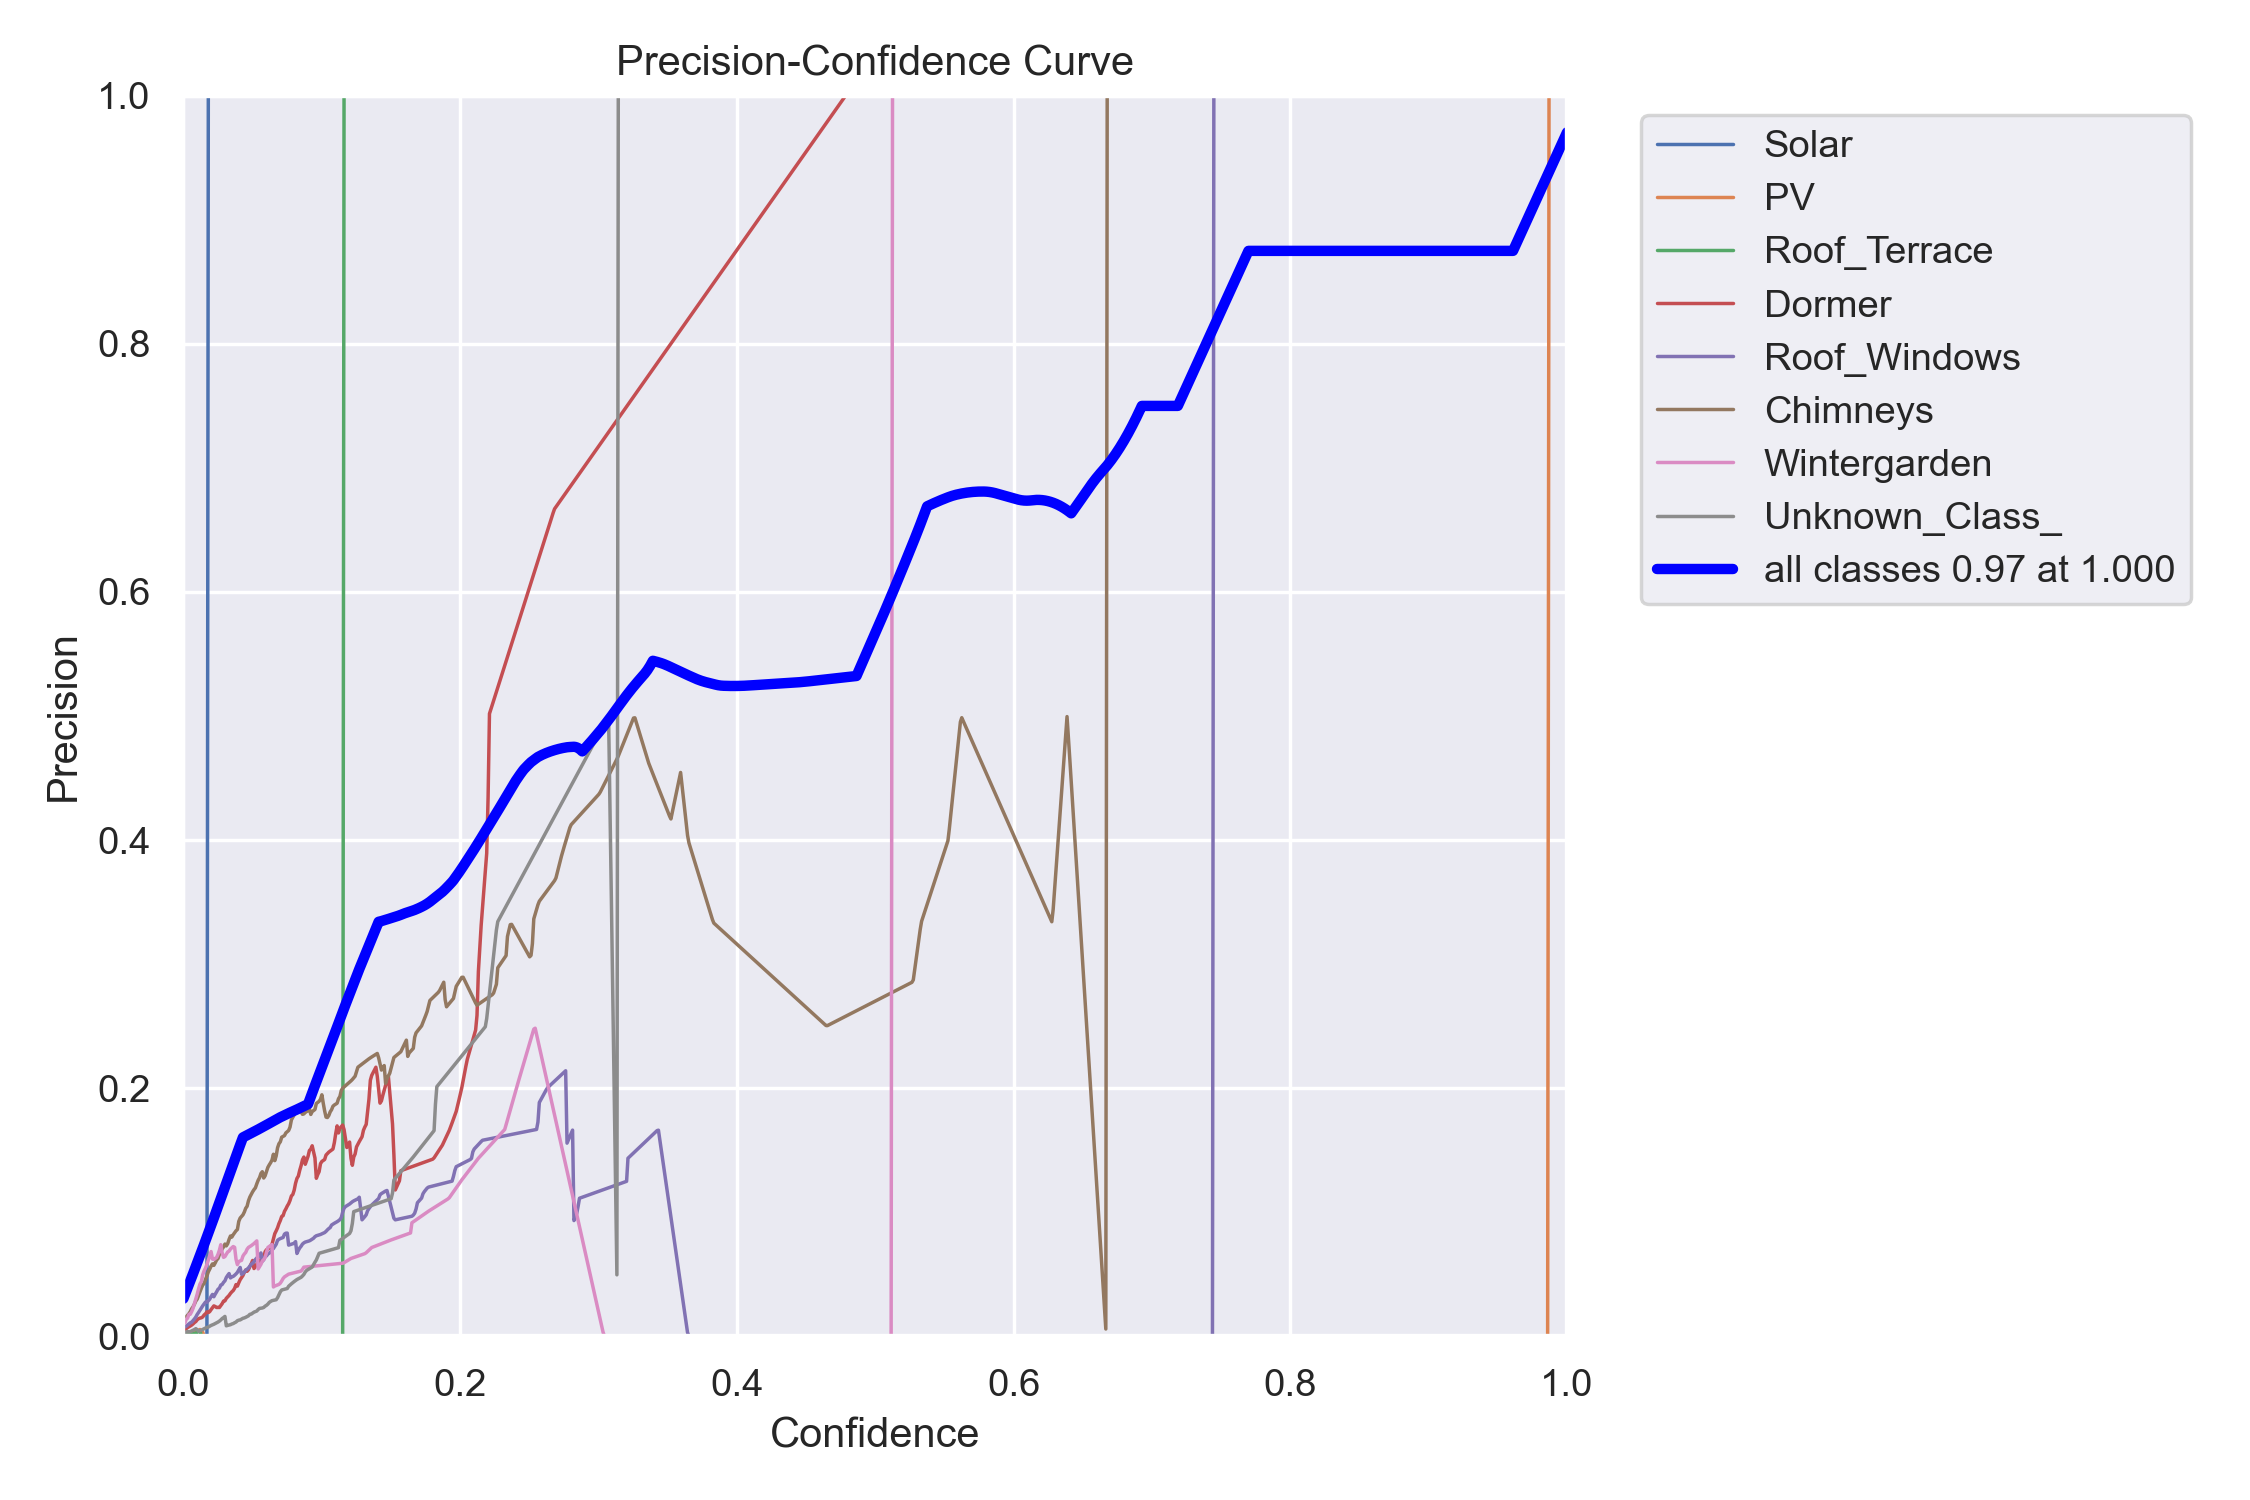 Precision-Confidence Curve
1.0
0.8
0.6
0.4
0.2
0.0
Precision
0.0 0.2 0.4 0.6 0.8 1.0
Confidence
Solar
PV
Roof_Terrace
Dormer
Roof_Windows
Chimneys
Wintergarden
Unknown_Class_
all classes 0.97 at 1.000